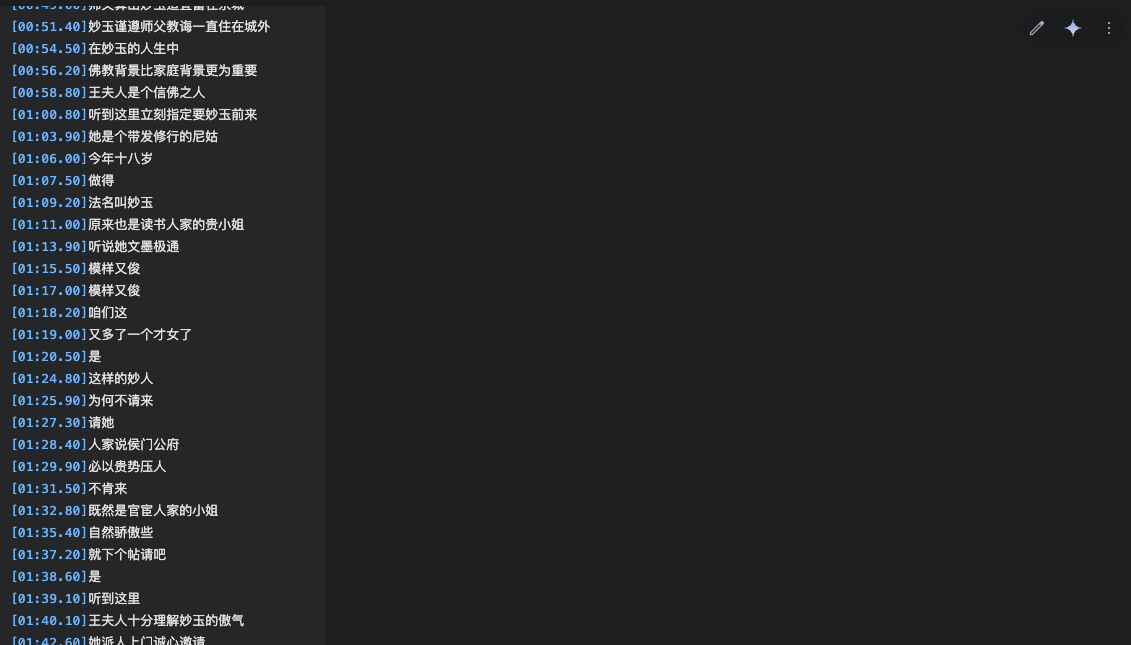 [00:51.40]妙玉谨遵师父教诲一直住在城外
[00:54.50]在妙玉的人生中
[00:56.20]佛教背景比家庭背景更为重要
[00:58.80]王夫人是个信佛之人
[01:00.80]听到这里立刻指定要妙玉前来
[01:03.90]她是个带发修行的尼姑
[01:06.00]今年十八岁
[01:07.50]做得
[01:09.20]法名叫妙玉
[01:11.00]原来也是读书人家的贵小姐
[01:13.90]听说她文墨极通
[01:15.50]模样又俊
[01:17.00]模样又俊
[01:18.20]咱们这
[01:19.00]又多了一个才女了
[01:20.50]是
[01:24.80]这样的妙人
[01:25.90]为何不请来
[01:27.30]请她
[01:28.40]人家说侯门公府
[01:29.90]必以贵势压人
[01:31.50]不肯来
[01:32.80]既然是官宦人家的小姐
[01:35.40]自然骄傲些
[01:37.20]就下个帖请吧
[01:38.60]是
[01:39.10]听到这里
[01:40.10]王夫人十分理解妙玉的傲气
[01:42.60]她派人上门诚心邀请